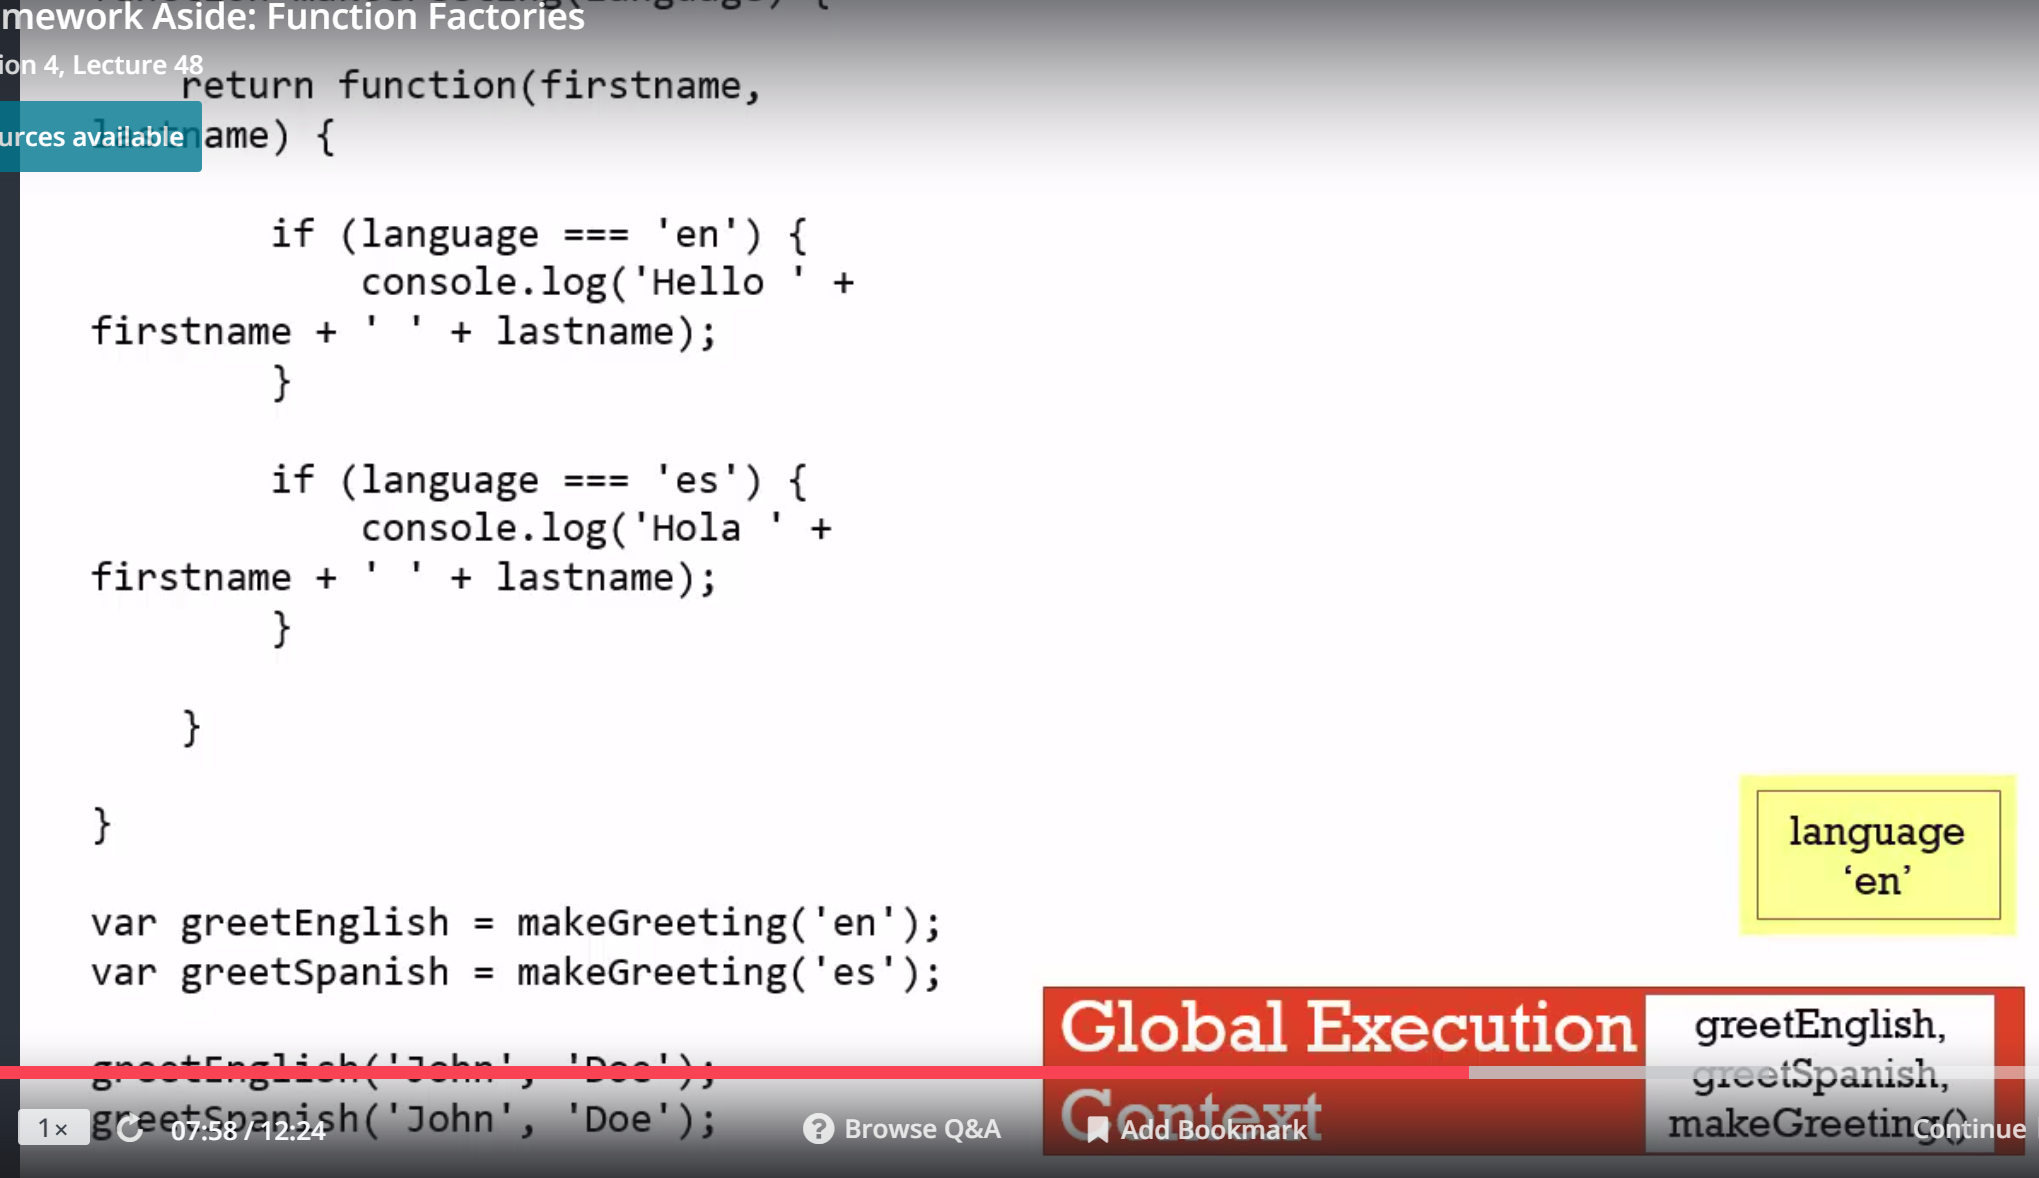 mework Aside: Function Factories
ion 4, Lecture 48
return function(firstname,
urces available
name) {
if (language === 'en') {
console.log('Hello ' +
firstname + ' ' + lastname);
}
if (language === 'es') {
console.log('Hola ' +
firstname + ' ' + lastname);
}
}
}
language
‘en’
var greetEnglish = makeGreeting('en');
var greetSpanish = makeGreeting('es');
greetEnglish('John', 'Doe');
greetSpanish('John', 'Doe');
Global Execution
Context
greetEnglish,
greetSpanish,
makeGreeting()
1×
07:58 / 12:24
? Browse Q&A
Add Bookmark
Continue